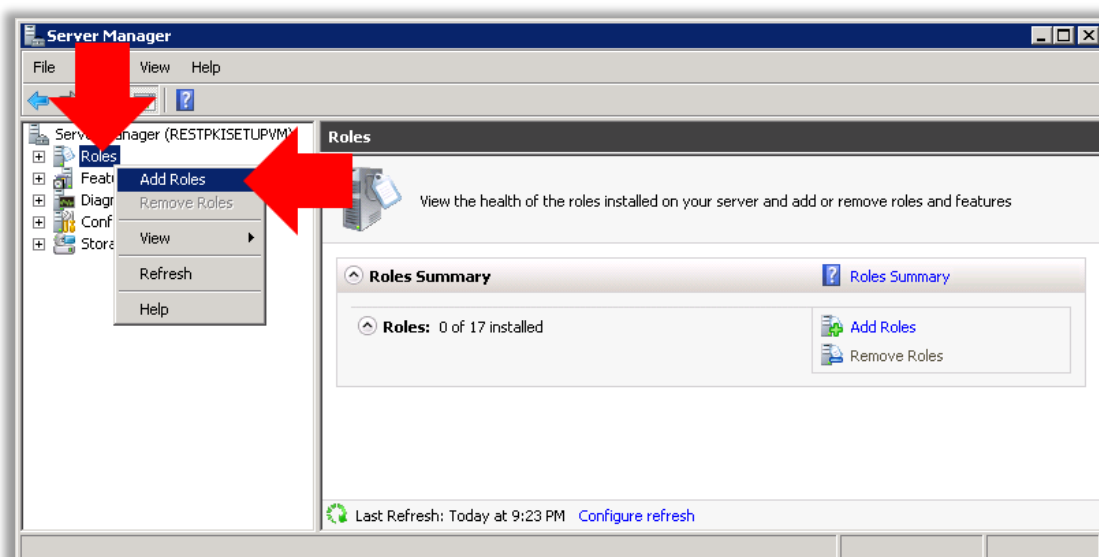 Server Manager
File View Help
Server Manager (RESTPKISETUPVM)
Roles
Roles
Add Roles
Remove Roles
View
Refresh
Help
View the health of the roles installed on your server and add or remove roles and features
Roles Summary
Roles Summary
Roles: 0 of 17 installed
Add Roles
Remove Roles
Last Refresh: Today at 9:23 PM Configure refresh